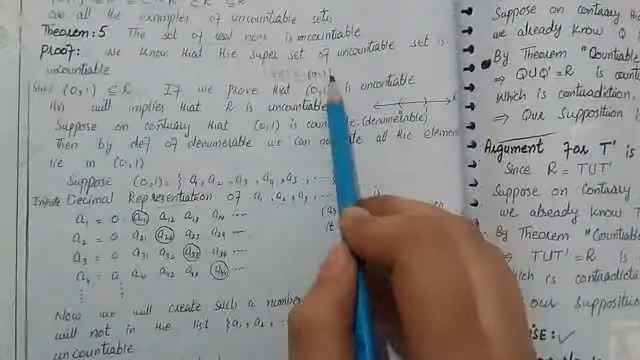 are all the examples of uncountable sets
Theorem: 5 The set of real nos is uncountable
Proof: We know that the super set of uncountable set is
uncountable
(0,1)
Since (0,1) ⊆ R If we prove that (0,1) is uncountable
this will implies that R is uncountable
Suppose on contrary that (0,1) is countable (denumerable).
Then by def of denumerable we can all the elemen
lie in (0,1)
Suppose (0,1) = { a1, a2, a3, a4, a5, ...
Infinite Decimal Representation of a1, a2, a3,
a1 = 0. a11 a12 a13 a14 ....
a2 = 0. a21 a22 a23 a24 ....
a3 = 0. a31 a32 a33 a34 ....
a4 = 0. a41 a42 a43 a44 ....
Now we will create such a number
will not in the list {a1, a2,
uncountable
Suppose on contrary
we already know Q
By Theorem "Countable
⇒ Q∪Q' = R is count
Which is contradiction.
⇒ Our Supposition
Argument for T' is
Since R = T∪T'
Suppose on contrary
we already know T
By Theorem "Countable
⇒ T∪T' = R is
which is contradict
our Suppositio
ISE: